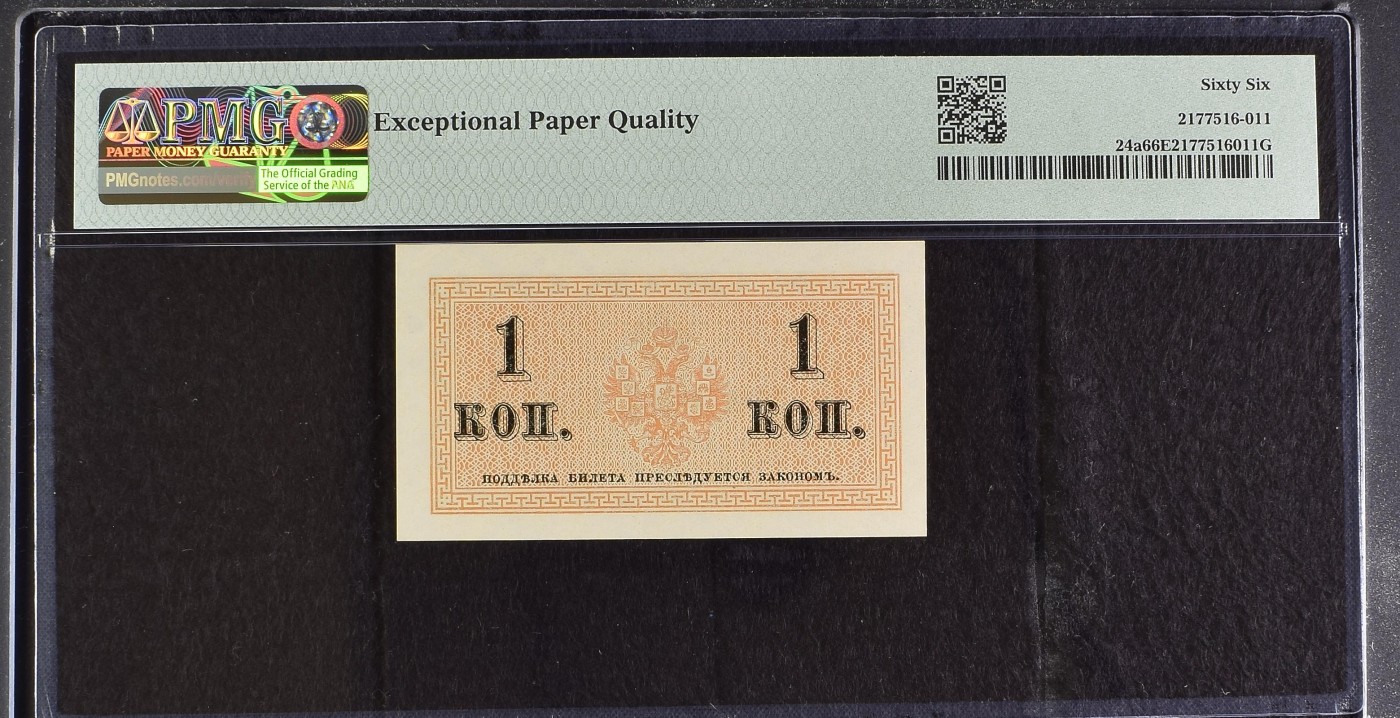 PMG
PAPER MONEY GUARANTY
PMGnotes.com/verify
The Official Grading
Service of the ANA
Exceptional Paper Quality
Sixty Six
2177516-011
24a66E2177516011G
1
КОП.
1
КОП.
ПОДДѢЛКА БИЛЕТА ПРЕСЛѢДУЕТСЯ ЗАКОНОМЪ.